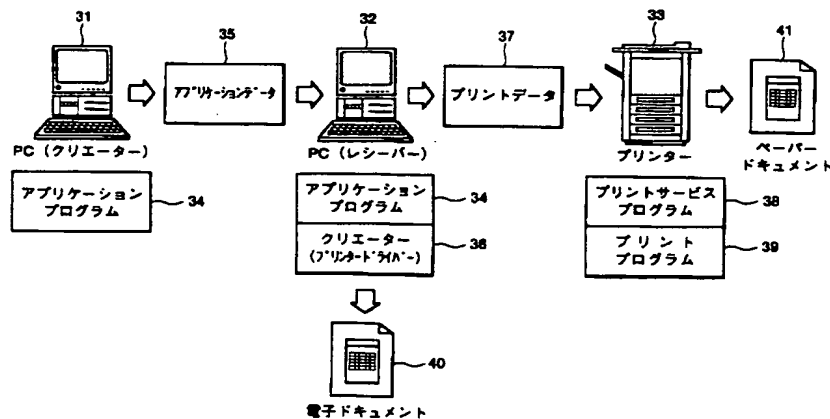 31
35
32
37
33
41
アプリケーションデータ
プリントデータ
PC（クリエーター）
PC（レシーバー）
プリンター
ペーパー
ドキュメント
アプリケーション
プログラム
34
アプリケーション
プログラム
34
クリエーター
(プリンタードライバー)
36
プリントサービス
プログラム
38
プリント
プログラム
39
40
電子ドキュメント